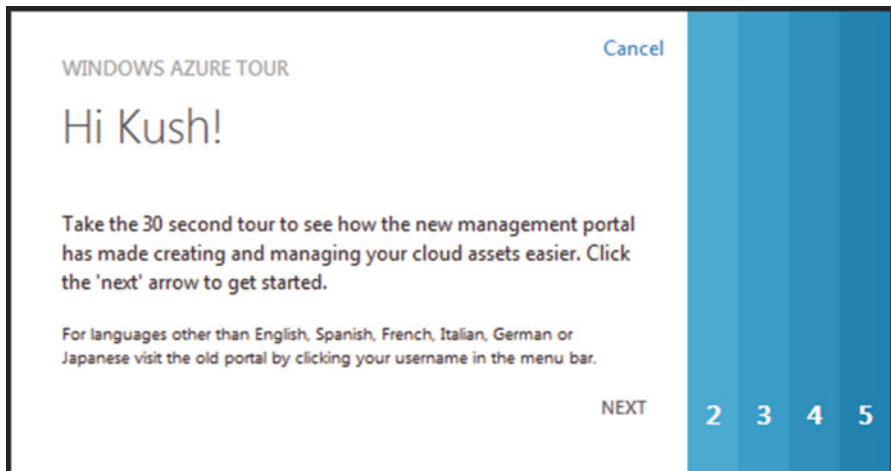 Cancel
WINDOWS AZURE TOUR
Hi Kush!
Take the 30 second tour to see how the new management portal
has made creating and managing your cloud assets easier. Click
the 'next' arrow to get started.
For languages other than English, Spanish, French, Italian, German or
Japanese visit the old portal by clicking your username in the menu bar.
NEXT
2 3 4 5